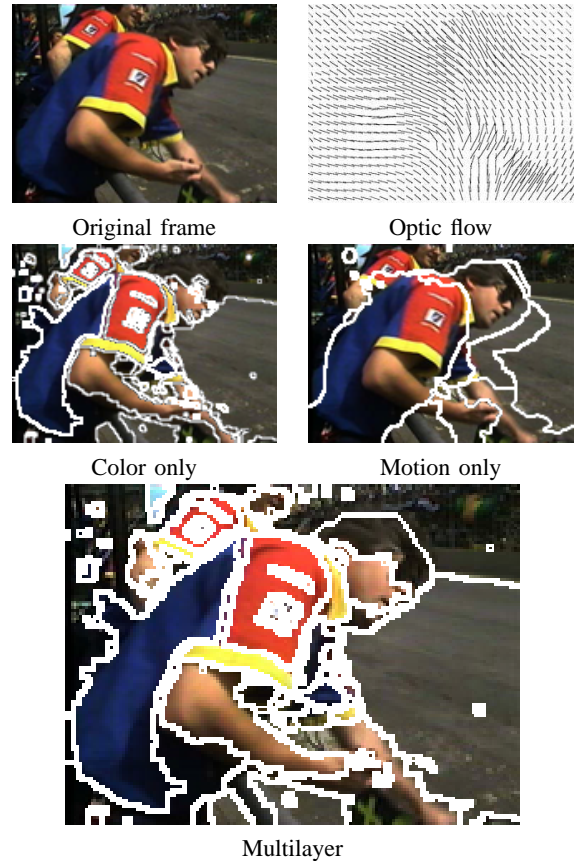 Original frame
Optic flow
Color only
Motion only
Multilayer